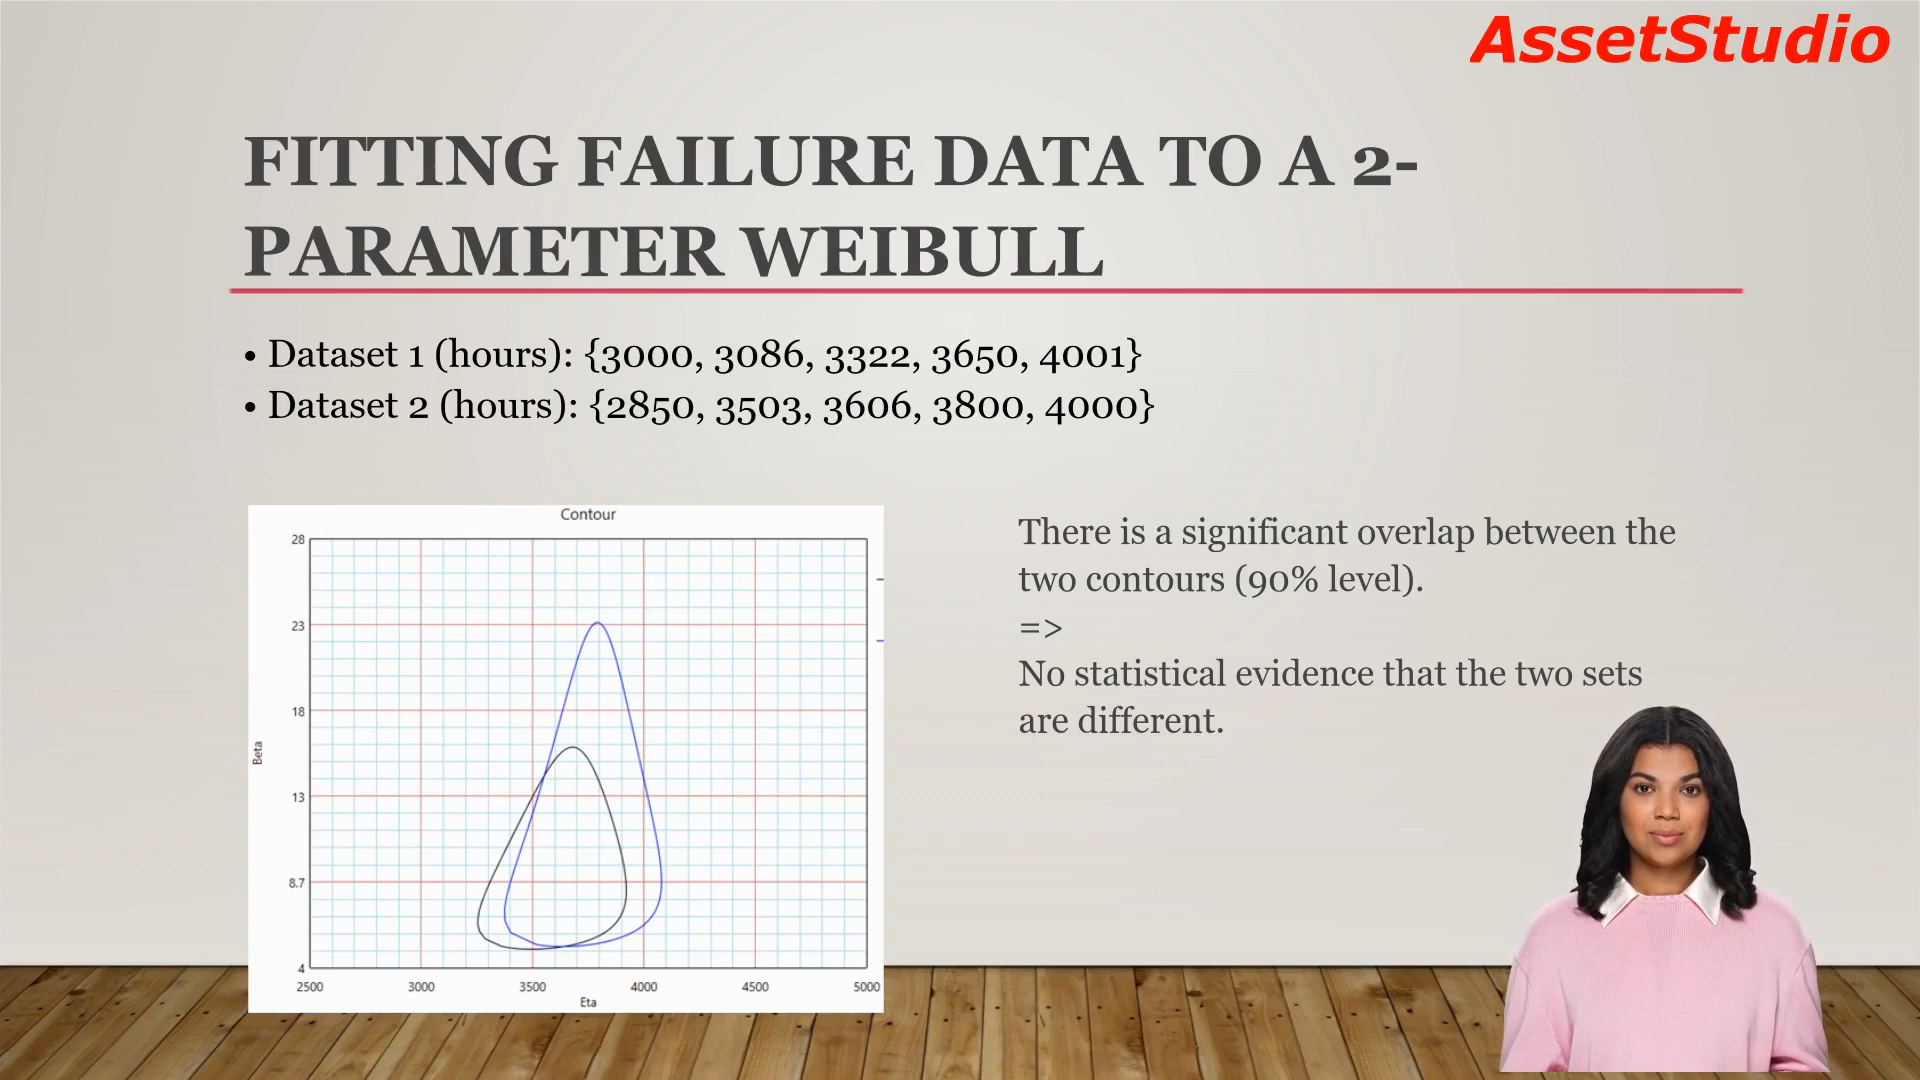 AssetStudio
FITTING FAILURE DATA TO A 2-
PARAMETER WEIBULL
• Dataset 1 (hours): {3000, 3086, 3322, 3650, 4001}
• Dataset 2 (hours): {2850, 3503, 3606, 3800, 4000}
Contour
28
23
18
13
8.7
4
Beta
2500 3000 3500 4000 4500 5000
Eta
There is a significant overlap between the
two contours (90% level).
=>
No statistical evidence that the two sets
are different.